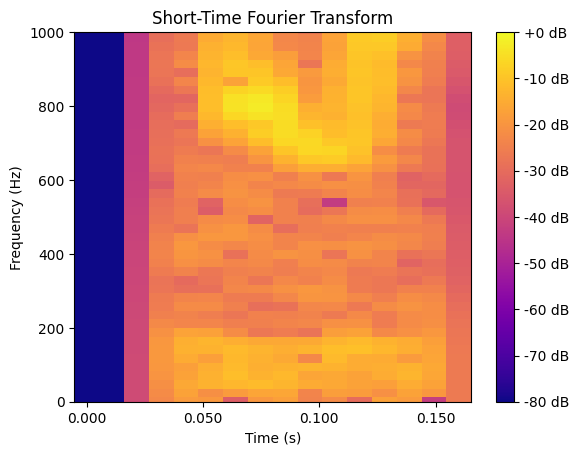 Short-Time Fourier Transform
1000
800
600
400
200
0
Frequency (Hz)
0.000
0.050
0.100
0.150
Time (s)
+0 dB
-10 dB
-20 dB
-30 dB
-40 dB
-50 dB
-60 dB
-70 dB
-80 dB